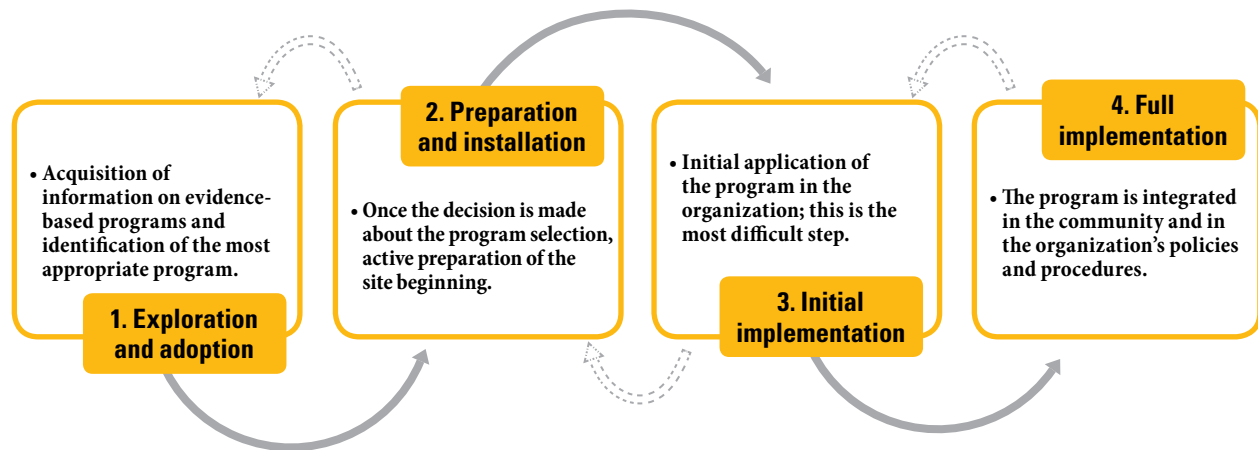 • Acquisition of
information on evidence-
based programs and
identification of the most
appropriate program.
1. Exploration
and adoption
2. Preparation
and installation
• Once the decision is made
about the program selection,
active preparation of the
site beginning.
• Initial application of
the program in the
organization; this is the
most difficult step.
3. Initial
implementation
4. Full
implementation
• The program is integrated
in the community and in
the organization’s policies
and procedures.